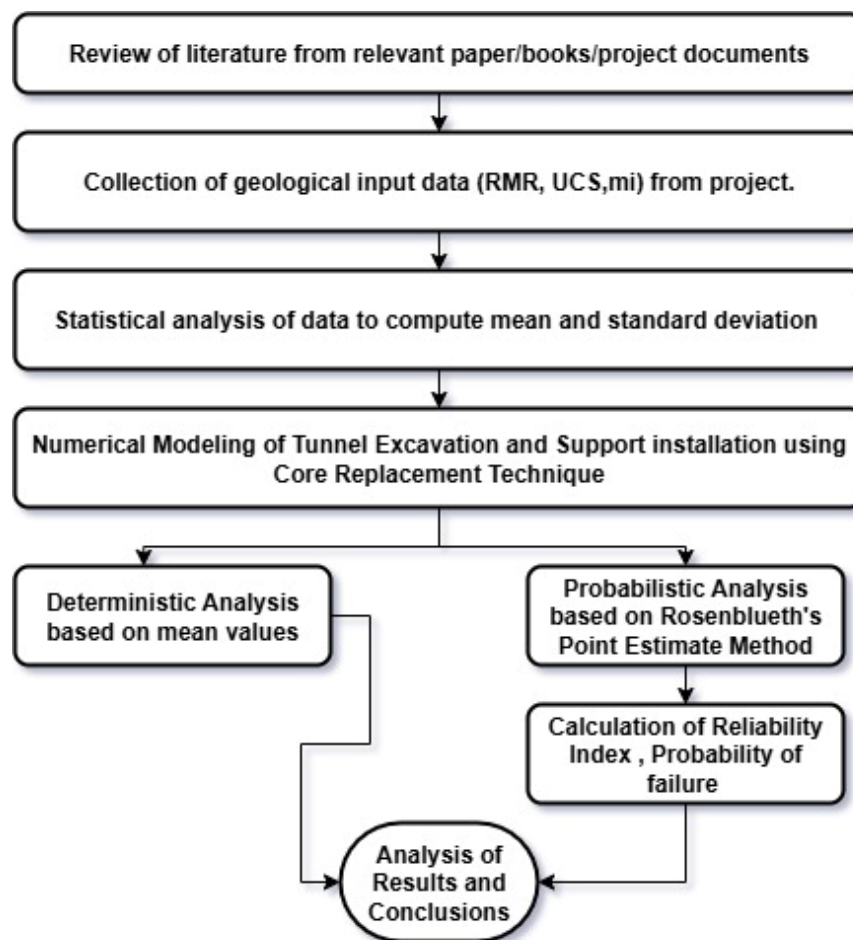 Review of literature from relevant paper/books/project documents
Collection of geological input data (RMR, UCS,mi) from project.
Statistical analysis of data to compute mean and standard deviation
Numerical Modeling of Tunnel Excavation and Support installation using
Core Replacement Technique
Deterministic Analysis
based on mean values
Probabilistic Analysis
based on Rosenblueth's
Point Estimate Method
Calculation of Reliability
Index , Probability of
failure
Analysis of
Results and
Conclusions